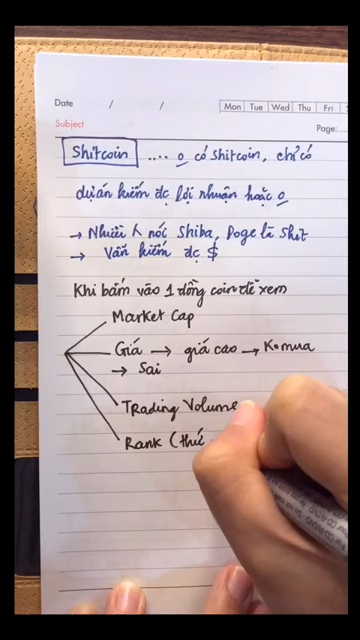 Date / /
Mon Tue Wed Thu Fri
Subject
Page:
Shitcoin .... o có shitcoin, chỉ có
dự án kiếm đc lợi nhuận hoặc o
→ Nhiều người nói Shiba, Doge là shit
→ Vẫn kiếm đc $
Khi bấm vào 1 đồng coin để xem
Market Cap
Giá → giá cao → Ko mua
→ Sai
Trading Volume
Rank (thứ